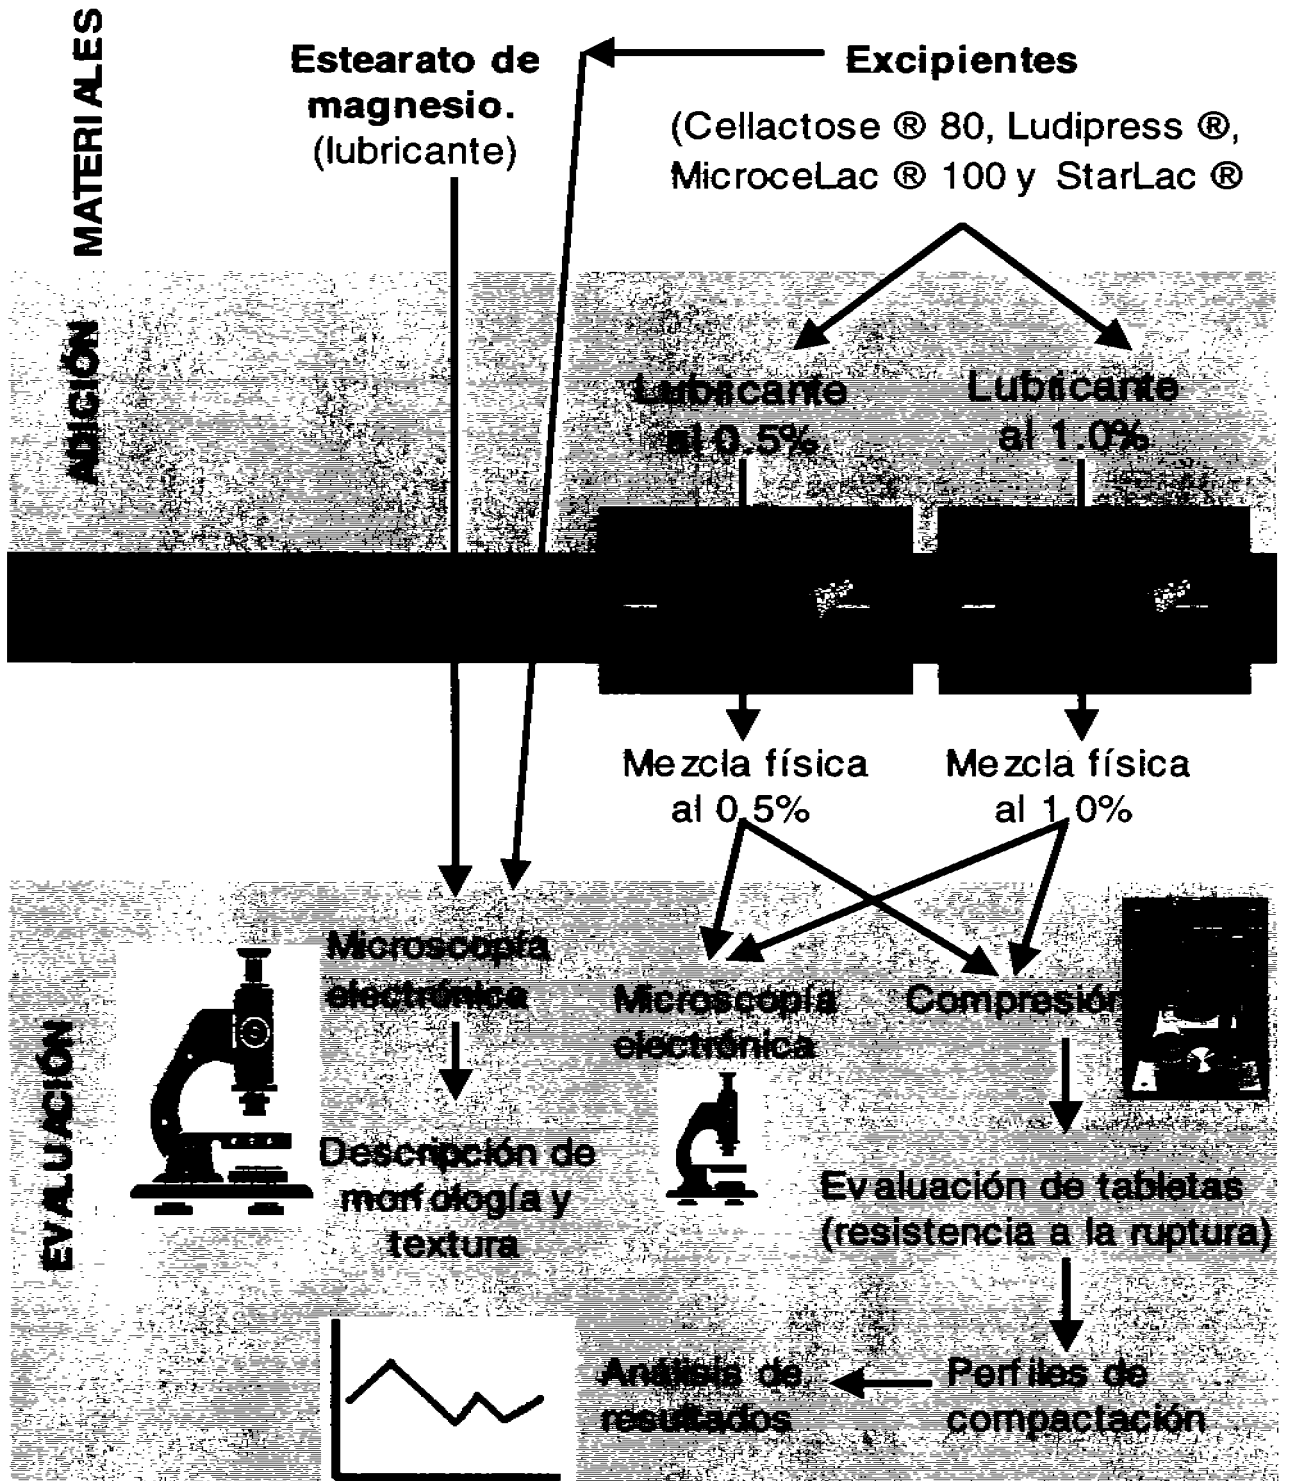 MATERIALES
Estearato de
magnesio.
(lubricante)
Excipientes
(Cellactose ® 80, Ludipress ®,
MicroceLac ® 100 y StarLac ®
ADICIÓN
Lubricante
al 0.5%
Lubricante
al 1.0%
Mezcla física
al 0.5%
Mezcla física
al 1.0%
EVALUACIÓN
Microscopía
electrónica
Descripción de
morfología y
textura
Microscopía
electrónica
Compresión
Evaluación de tabletas
(resistencia a la ruptura)
Perfiles de
compactación
Análisis de
resultados